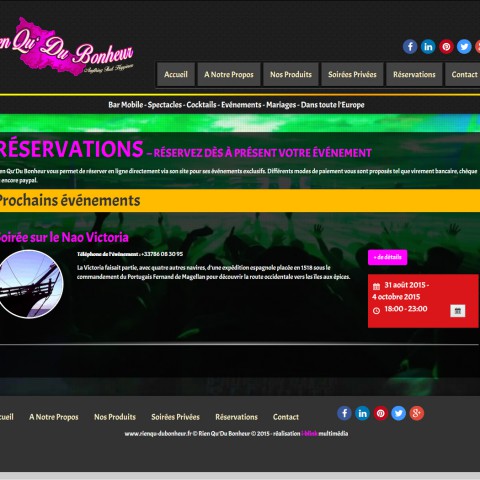 en Qu' Du Bonheur
Anything But Happiness
Accueil
A Notre Propos
Nos Produits
Soirées Privées
Réservations
Contact
Bar Mobile - Spectacles - Cocktails - Evénements - Mariages - Dans toute l'Europe
RÉSERVATIONS – RÉSERVEZ DÈS À PRÉSENT VOTRE ÉVÉNEMENT
en Qu'Du Bonheur vous permet de réserver en ligne directement via son site pour ses événements exclusifs. Différents modes de paiement vous sont proposés tel que virement bancaire, chèque
encore paypal.
Prochains événements
Soirée sur le Nao Victoria
Téléphone de l'événement : +33786 08 30 95
+ de détails
La Victoria faisait partie, avec quatre autres navires, d'une expédition espagnole placée en 1518 sous le
commandement du Portugais Fernand de Magellan pour découvrir la route occidentale vers les îles aux épices.
31 août 2015 -
4 octobre 2015
18:00 - 23:00
cueil
A Notre Propos
Nos Produits
Soirées Privées
Réservations
Contact
www.rienqu-dubonheur.fr © Rien Qu'Du Bonheur © 2015 - réalisation multimédia